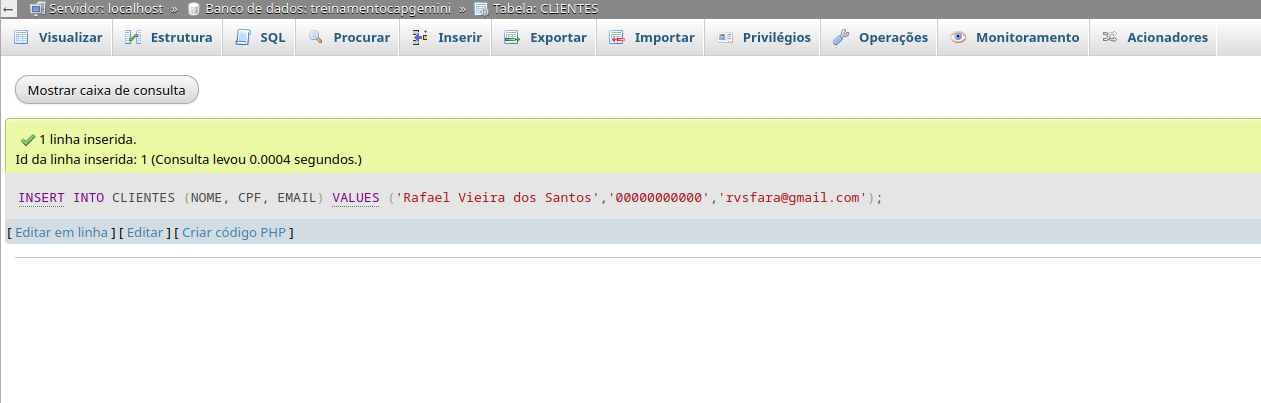 ← Servidor: localhost » Banco de dados: treinamentocapgemini » Tabela: CLIENTES
Visualizar Estrutura SQL Procurar Inserir Exportar Importar Privilégios Operações Monitoramento Acionadores
Mostrar caixa de consulta
1 linha inserida.
Id da linha inserida: 1 (Consulta levou 0.0004 segundos.)
INSERT INTO CLIENTES (NOME, CPF, EMAIL) VALUES ('Rafael Vieira dos Santos','00000000000','rvsfara@gmail.com');
[ Editar em linha ] [ Editar ] [ Criar código PHP ]